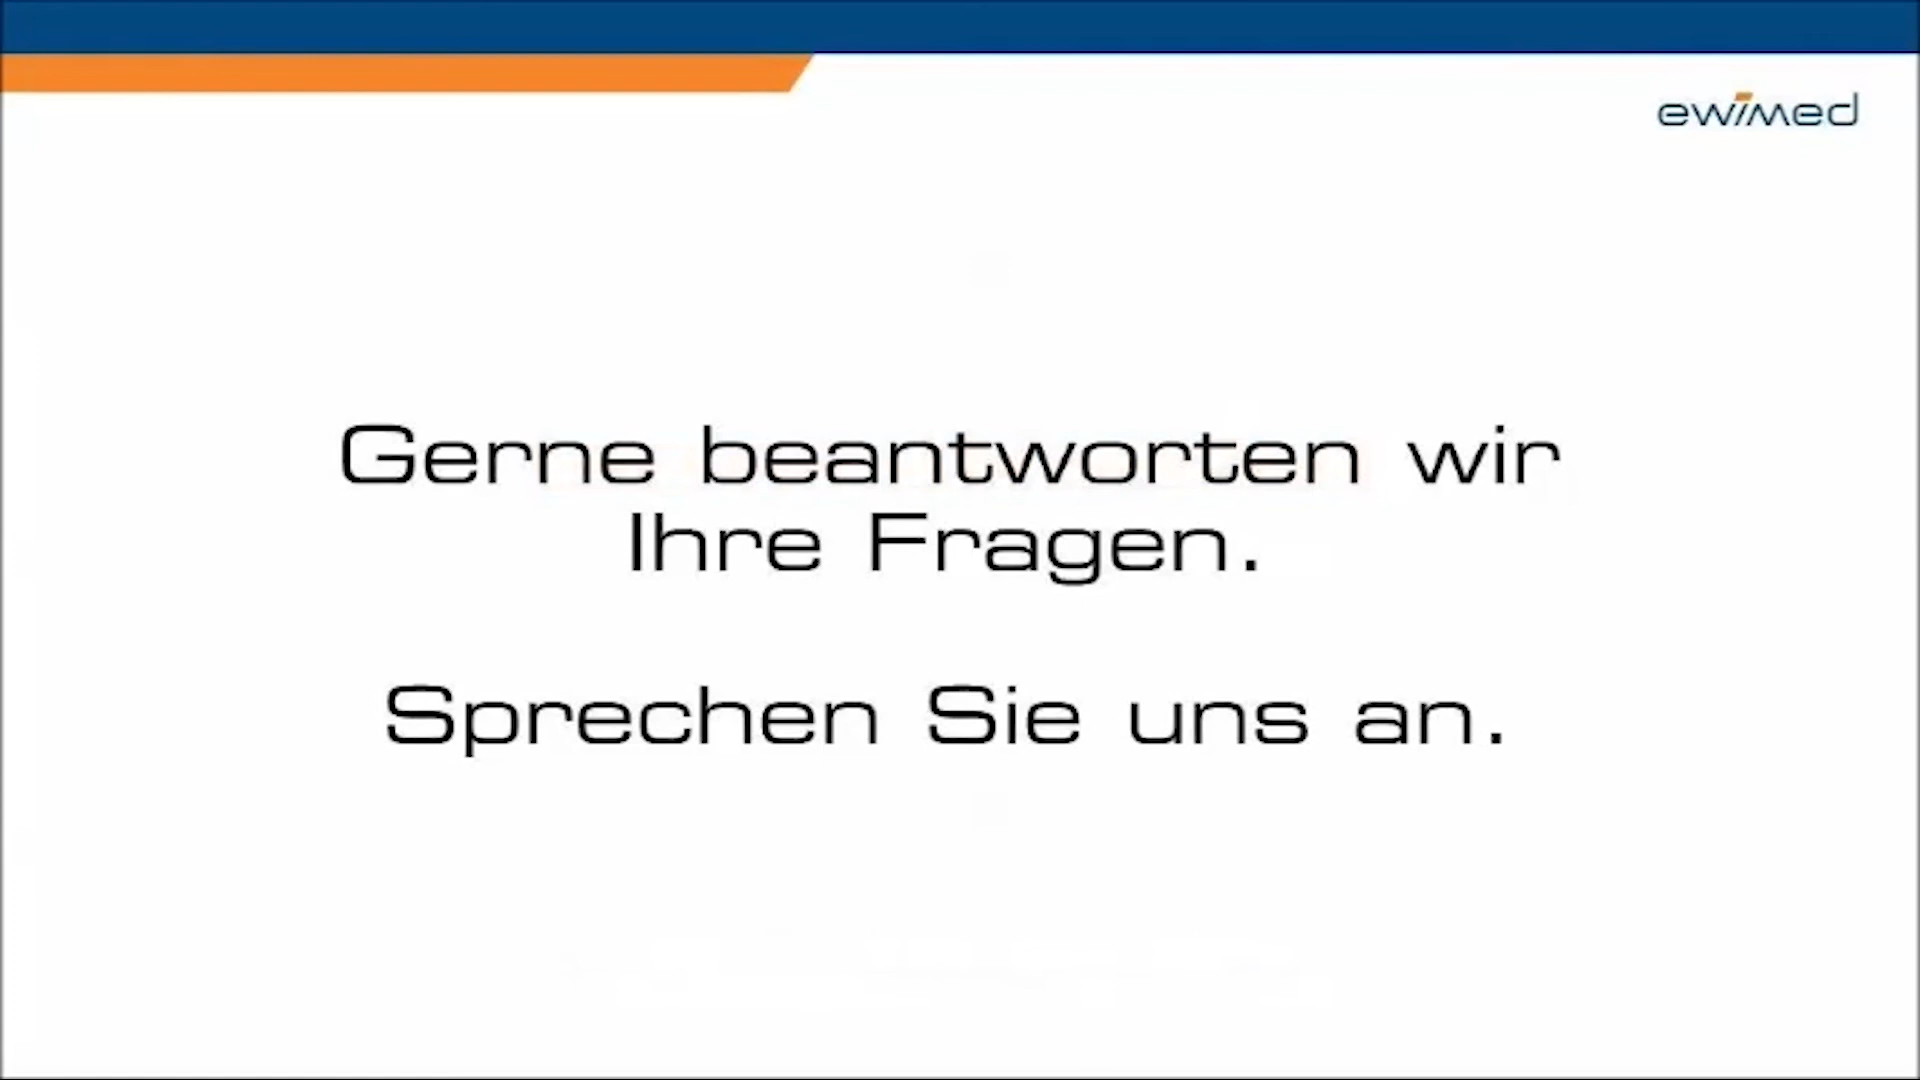 ewimed
Gerne beantworten wir
Ihre Fragen.
Sprechen Sie uns an.